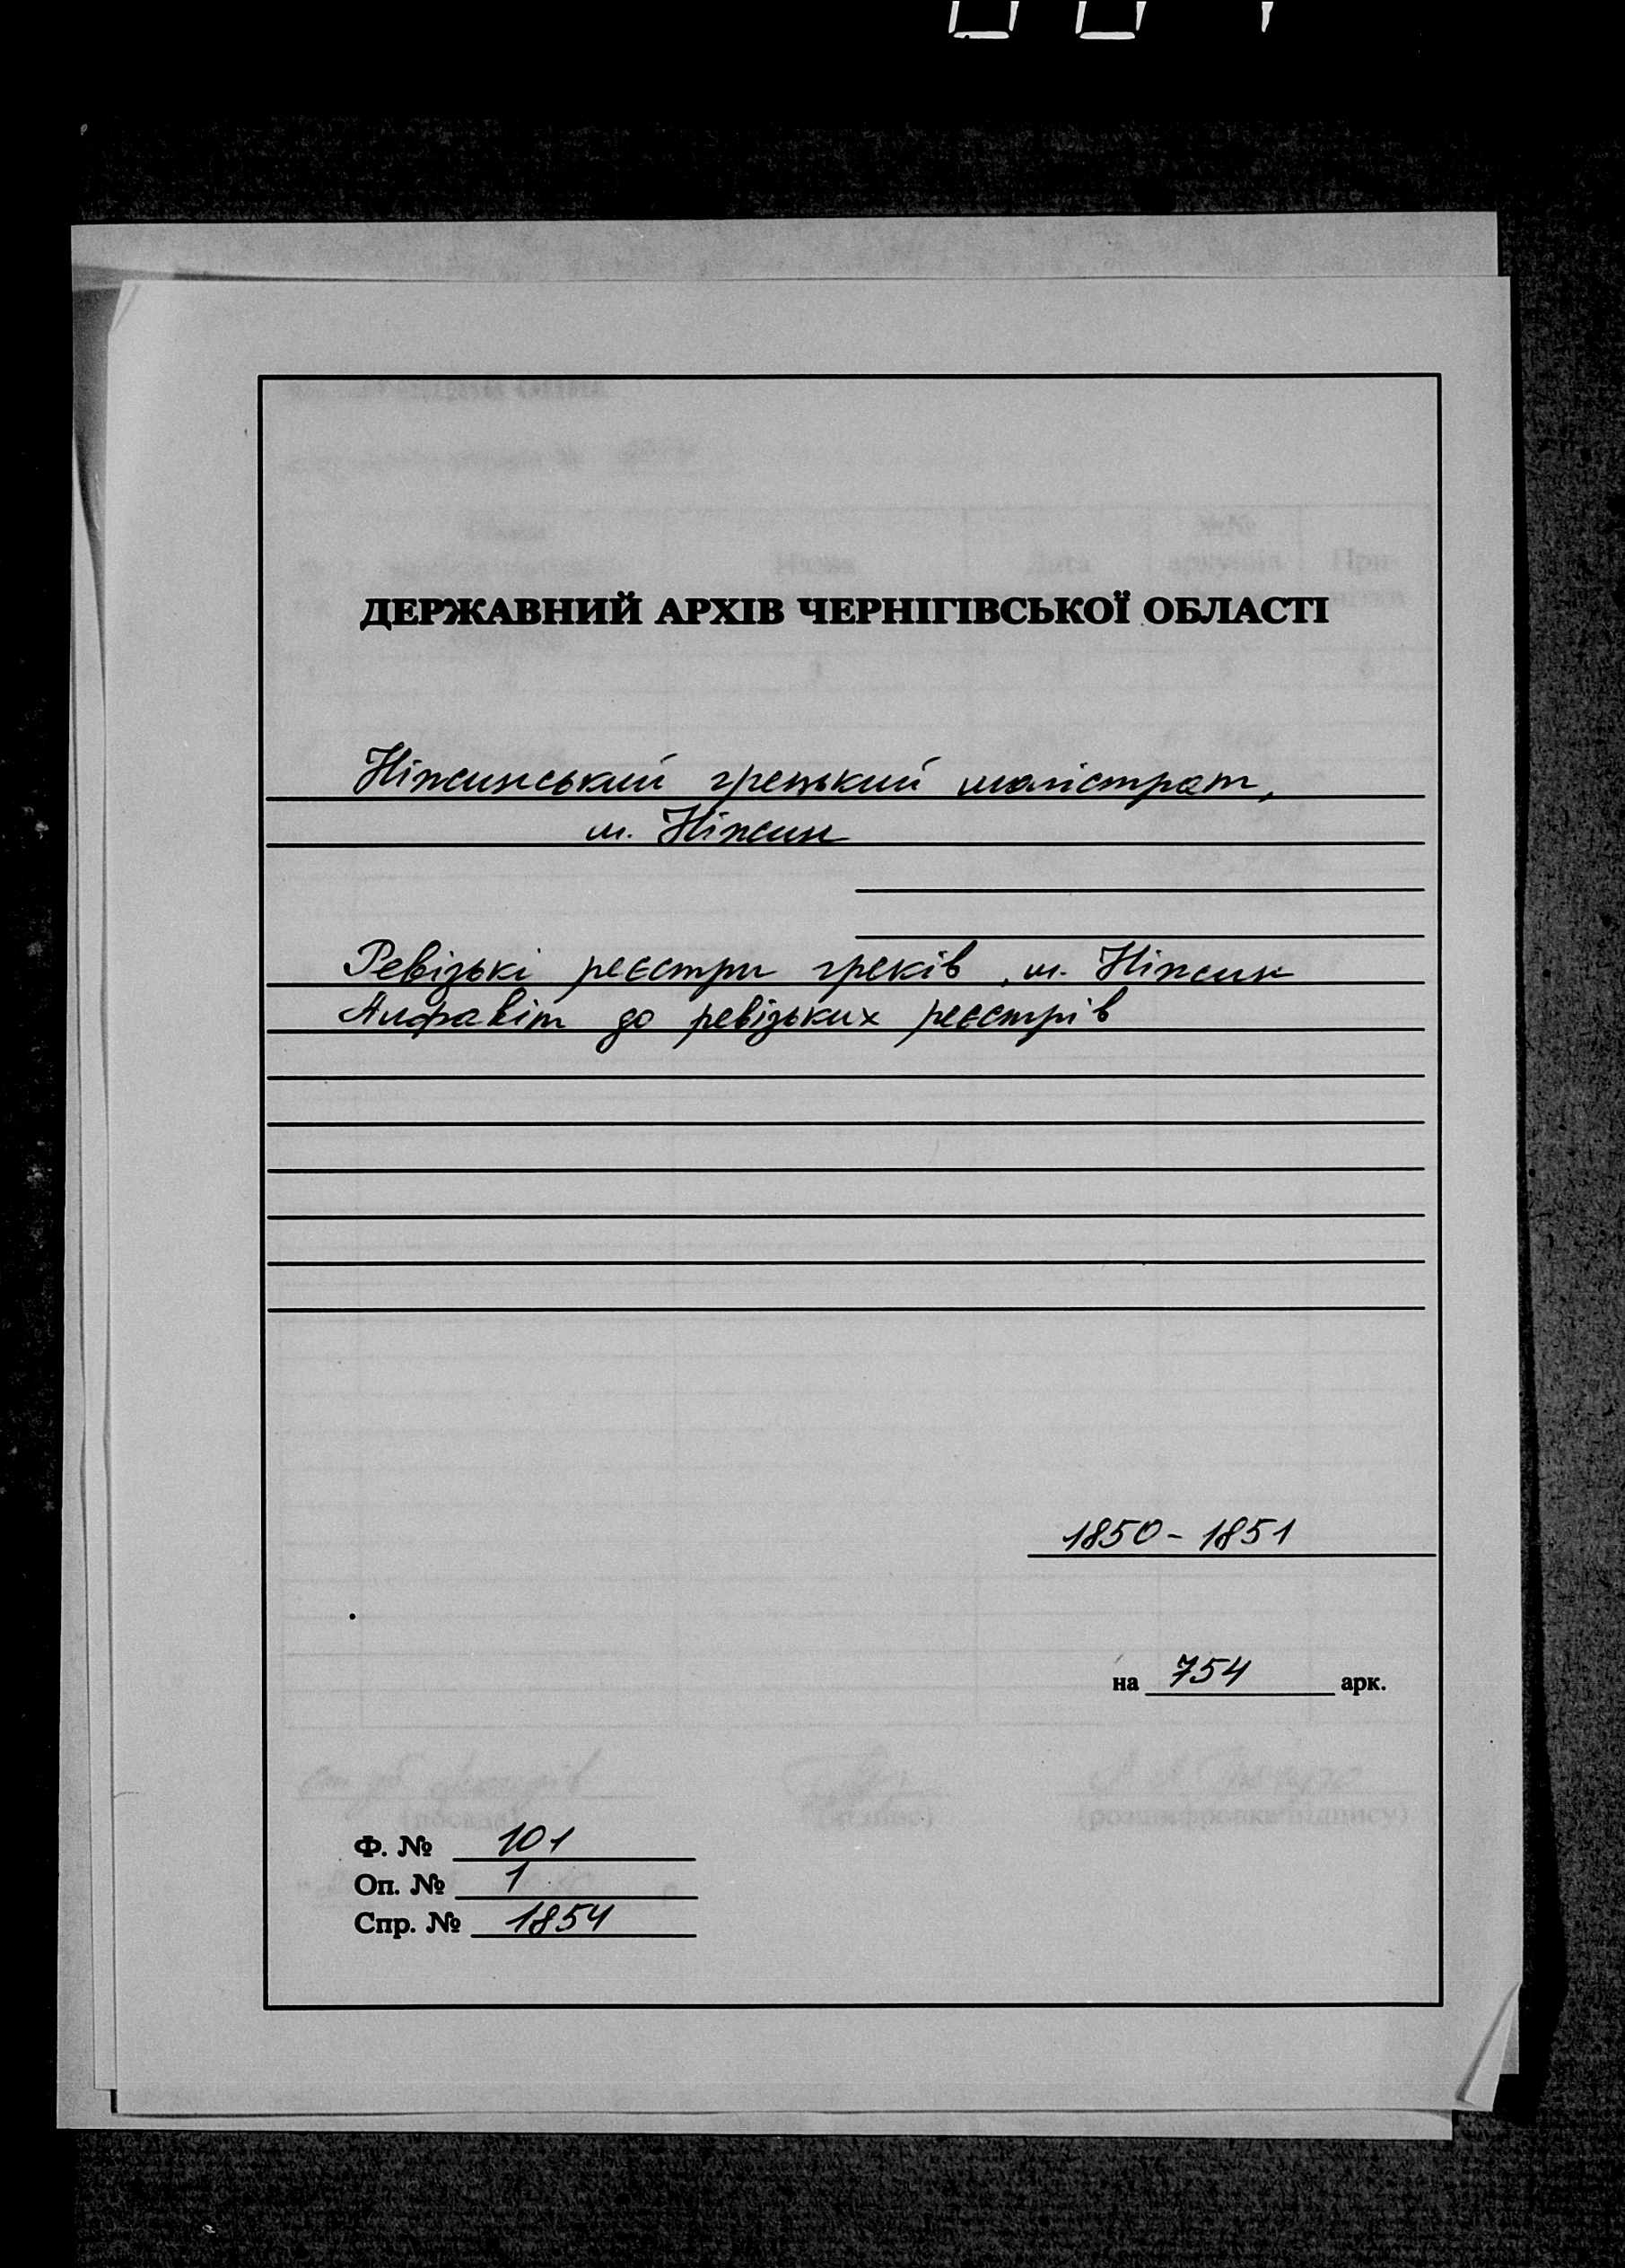 ДЕРЖАВНИЙ АРХІВ ЧЕРНІГІВСЬКОЇ ОБЛАСТІ
Ніжинський грецький магістрат,
м. Ніжин
Ревізькі реєстри греків, м. Ніжин
Алфавіт до ревізьких реєстрів
1850 - 1851
на 754 арк.
Ф. № 101
Оп. № 1
Спр. № 1854